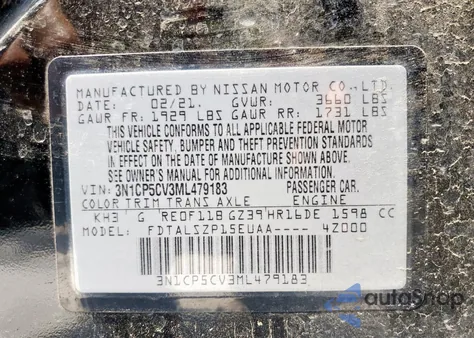 MANUFACTURED BY NISSAN MOTOR CO., LTD.
DATE: 02/21. GVWR: 3660 LBS
GAWR FR: 1929 LBS GAWR RR: 1731 LBS
THIS VEHICLE CONFORMS TO ALL APPLICABLE FEDERAL MOTOR
VEHICLE SAFETY, BUMPER AND THEFT PREVENTION STANDARDS
IN EFFECT ON THE DATE OF MANUFACTURE SHOWN ABOVE.
SEE OWNER'S MANUAL FOR ADDITIONAL INFORMATION.
VIN: 3N1CP5CV3ML479183 PASSENGER CAR.
COLOR TRIM TRANS AXLE ENGINE
KH3 G RE0F11B GZ39 HR16DE 1598 CC
MODEL: FDTALSZP15EUAA---- 4Z000
3N1CP5CV3ML479183
autoSnap